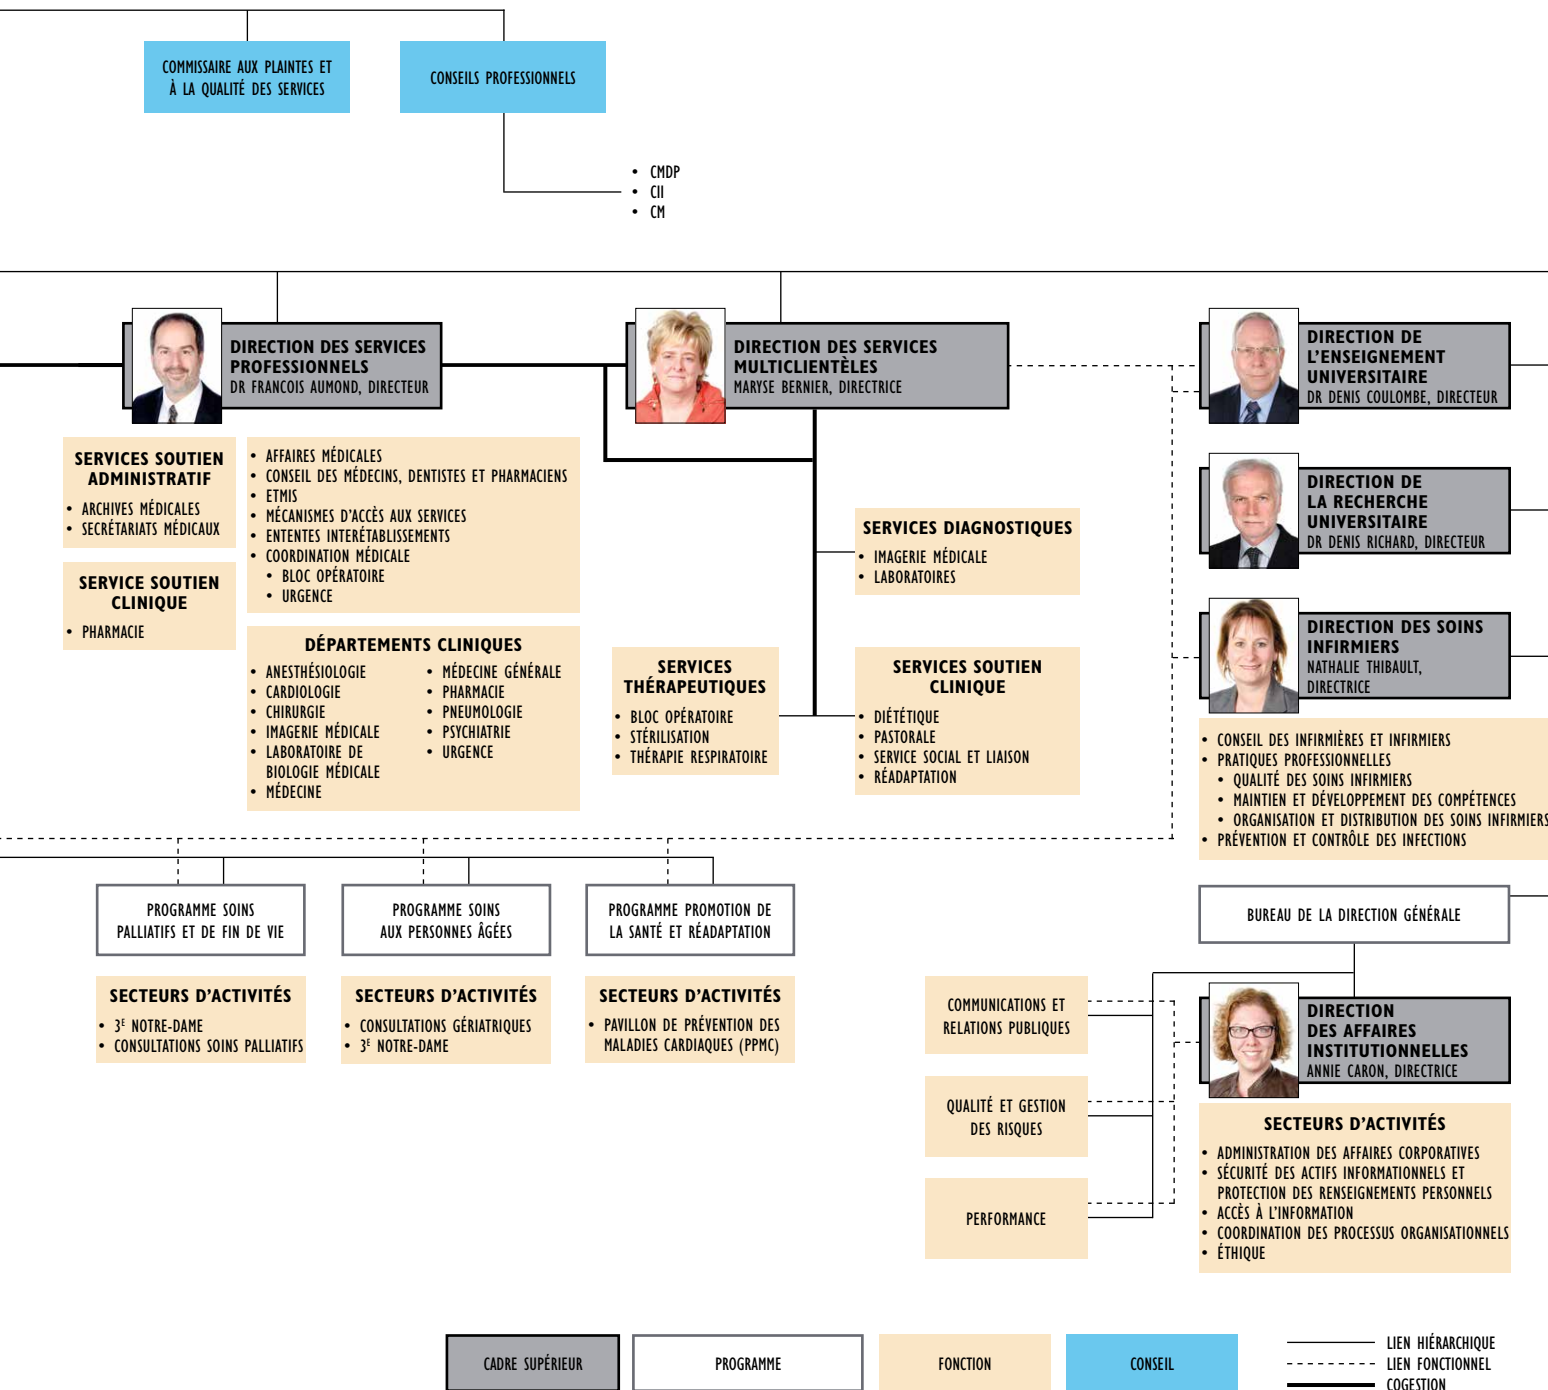 COMMISSAIRE AUX PLAINTES ET
À LA QUALITÉ DES SERVICES
CONSEILS PROFESSIONNELS
• CMDP
• CII
• CM
DIRECTION DES SERVICES
PROFESSIONNELS
DR FRANCOIS AUMOND, DIRECTEUR
DIRECTION DES SERVICES
MULTICLIENTÈLES
MARYSE BERNIER, DIRECTRICE
DIRECTION DE
L'ENSEIGNEMENT
UNIVERSITAIRE
DR DENIS COULOMBE, DIRECTEUR
SERVICES SOUTIEN
ADMINISTRATIF
• ARCHIVES MÉDICALES
• SECRÉTARIATS MÉDICAUX
SERVICE SOUTIEN
CLINIQUE
• PHARMACIE
• AFFAIRES MÉDICALES
• CONSEIL DES MÉDECINS, DENTISTES ET PHARMACIENS
• ETMIS
• MÉCANISMES D'ACCÈS AUX SERVICES
• ENTENTES INTERÉTABLISSEMENTS
• COORDINATION MÉDICALE
• BLOC OPÉRATOIRE
• URGENCE
DÉPARTEMENTS CLINIQUES
• ANESTHÉSIOLOGIE
• CARDIOLOGIE
• CHIRURGIE
• IMAGERIE MÉDICALE
• LABORATOIRE DE
BIOLOGIE MÉDICALE
• MÉDECINE
• MÉDECINE GÉNÉRALE
• PHARMACIE
• PNEUMOLOGIE
• PSYCHIATRIE
• URGENCE
SERVICES DIAGNOSTIQUES
• IMAGERIE MÉDICALE
• LABORATOIRES
SERVICES
THÉRAPEUTIQUES
• BLOC OPÉRATOIRE
• STÉRILISATION
• THÉRAPIE RESPIRATOIRE
SERVICES SOUTIEN
CLINIQUE
• DIÉTÉTIQUE
• PASTORALE
• SERVICE SOCIAL ET LIAISON
• RÉADAPTATION
DIRECTION DE
LA RECHERCHE
UNIVERSITAIRE
DR DENIS RICHARD, DIRECTEUR
DIRECTION DES SOINS
INFIRMIERS
NATHALIE THIBAULT,
DIRECTRICE
• CONSEIL DES INFIRMIÈRES ET INFIRMIERS
• PRATIQUES PROFESSIONNELLES
• QUALITÉ DES SOINS INFIRMIERS
• MAINTIEN ET DÉVELOPPEMENT DES COMPÉTENCES
• ORGANISATION ET DISTRIBUTION DES SOINS INFIRMIERS
• PRÉVENTION ET CONTRÔLE DES INFECTIONS
PROGRAMME SOINS
PALLIATIFS ET DE FIN DE VIE
PROGRAMME SOINS
AUX PERSONNES ÂGÉES
PROGRAMME PROMOTION DE
LA SANTÉ ET RÉADAPTATION
BUREAU DE LA DIRECTION GÉNÉRALE
SECTEURS D'ACTIVITÉS
• 3E NOTRE-DAME
• CONSULTATIONS SOINS PALLIATIFS
SECTEURS D'ACTIVITÉS
• CONSULTATIONS GÉRIATRIQUES
• 3E NOTRE-DAME
SECTEURS D'ACTIVITÉS
• PAVILLON DE PRÉVENTION DES
MALADIES CARDIAQUES (PPMC)
COMMUNICATIONS ET
RELATIONS PUBLIQUES
QUALITÉ ET GESTION
DES RISQUES
PERFORMANCE
DIRECTION
DES AFFAIRES
INSTITUTIONNELLES
ANNIE CARON, DIRECTRICE
SECTEURS D'ACTIVITÉS
• ADMINISTRATION DES AFFAIRES CORPORATIVES
• SÉCURITÉ DES ACTIFS INFORMATIONNELS ET
PROTECTION DES RENSEIGNEMENTS PERSONNELS
• ACCÈS À L'INFORMATION
• COORDINATION DES PROCESSUS ORGANISATIONNELS
• ÉTHIQUE
CADRE SUPÉRIEUR
PROGRAMME
FONCTION
CONSEIL
LIEN HIÉRARCHIQUE
LIEN FONCTIONNEL
COGESTION